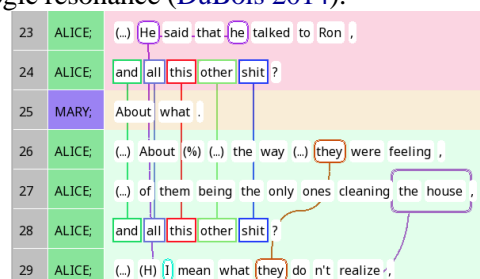 ogic resonance (DuBois 2014).
23 ALICE; (...) He said that he talked to Ron ,
24 ALICE; and all this other shit ?
25 MARY; About what .
26 ALICE; (...) About (%) (...) the way (...) they were feeling ,
27 ALICE; (...) of them being the only ones cleaning the house ,
28 ALICE; and all this other shit ?
29 ALICE; (...) (H) I mean what they do n't realize ,